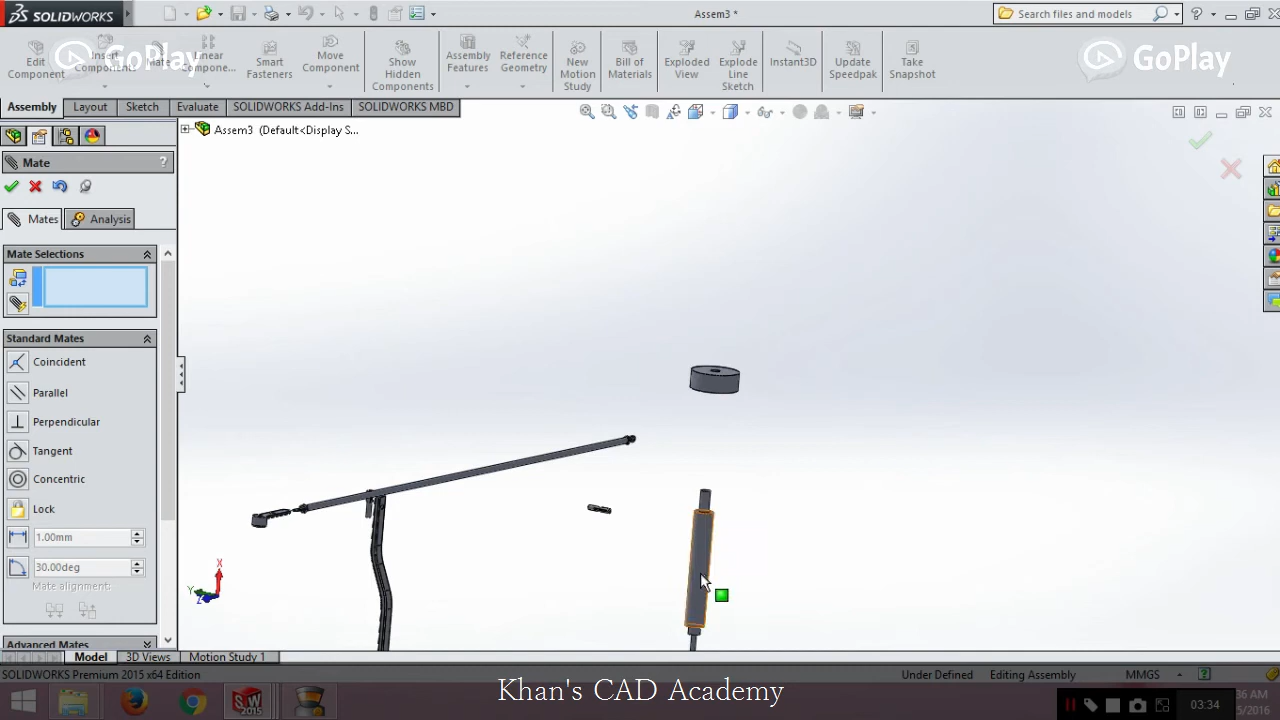 SOLIDWORKS
Assem3 *
Search files and models
GoPlay
GoPlay
Edit Component
Insert Components
Mate
Linear Compone...
Smart Fasteners
Move Component
Show Hidden Components
Assembly Features
Reference Geometry
New Motion Study
Bill of Materials
Exploded View
Explode Line Sketch
Instant3D
Update Speedpak
Take Snapshot
Assembly Layout Sketch Evaluate SOLIDWORKS Add-Ins SOLIDWORKS MBD
Assem3 (Default<Display S...
Mate ?
Mates Analysis
Mate Selections
Standard Mates
Coincident
Parallel
Perpendicular
Tangent
Concentric
Lock
1.00mm
30.00deg
Mate alignment:
Advanced Mates
X
Y
Z
Model 3D Views Motion Study 1
SOLIDWORKS Premium 2015 x64 Edition Under Defined Editing Assembly MMGS
Khan's CAD Academy
03:34